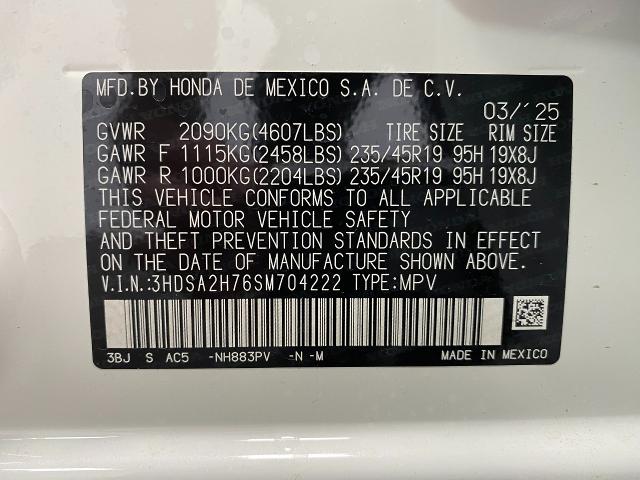 MFD.BY HONDA DE MEXICO S.A. DE C.V.
03/'25
GVWR 2090KG(4607LBS) TIRE SIZE RIM SIZE
GAWR F 1115KG(2458LBS) 235/45R19 95H 19X8J
GAWR R 1000KG(2204LBS) 235/45R19 95H 19X8J
THIS VEHICLE CONFORMS TO ALL APPLICABLE
FEDERAL MOTOR VEHICLE SAFETY
AND THEFT PREVENTION STANDARDS IN EFFECT
ON THE DATE OF MANUFACTURE SHOWN ABOVE.
V.I.N.:3HDSA2H76SM704222 TYPE:MPV
3BJ S AC5 -NH883PV -N -M MADE IN MEXICO